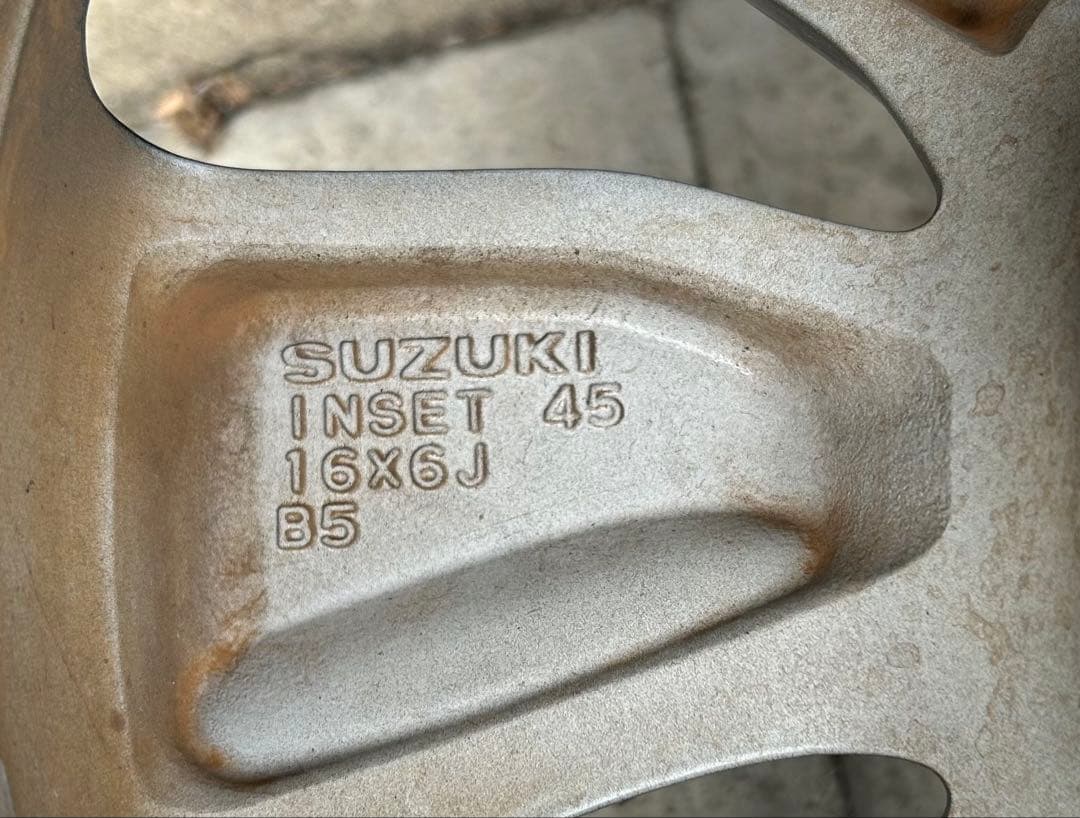 SUZUKI
INSET 45
16X6J
B5